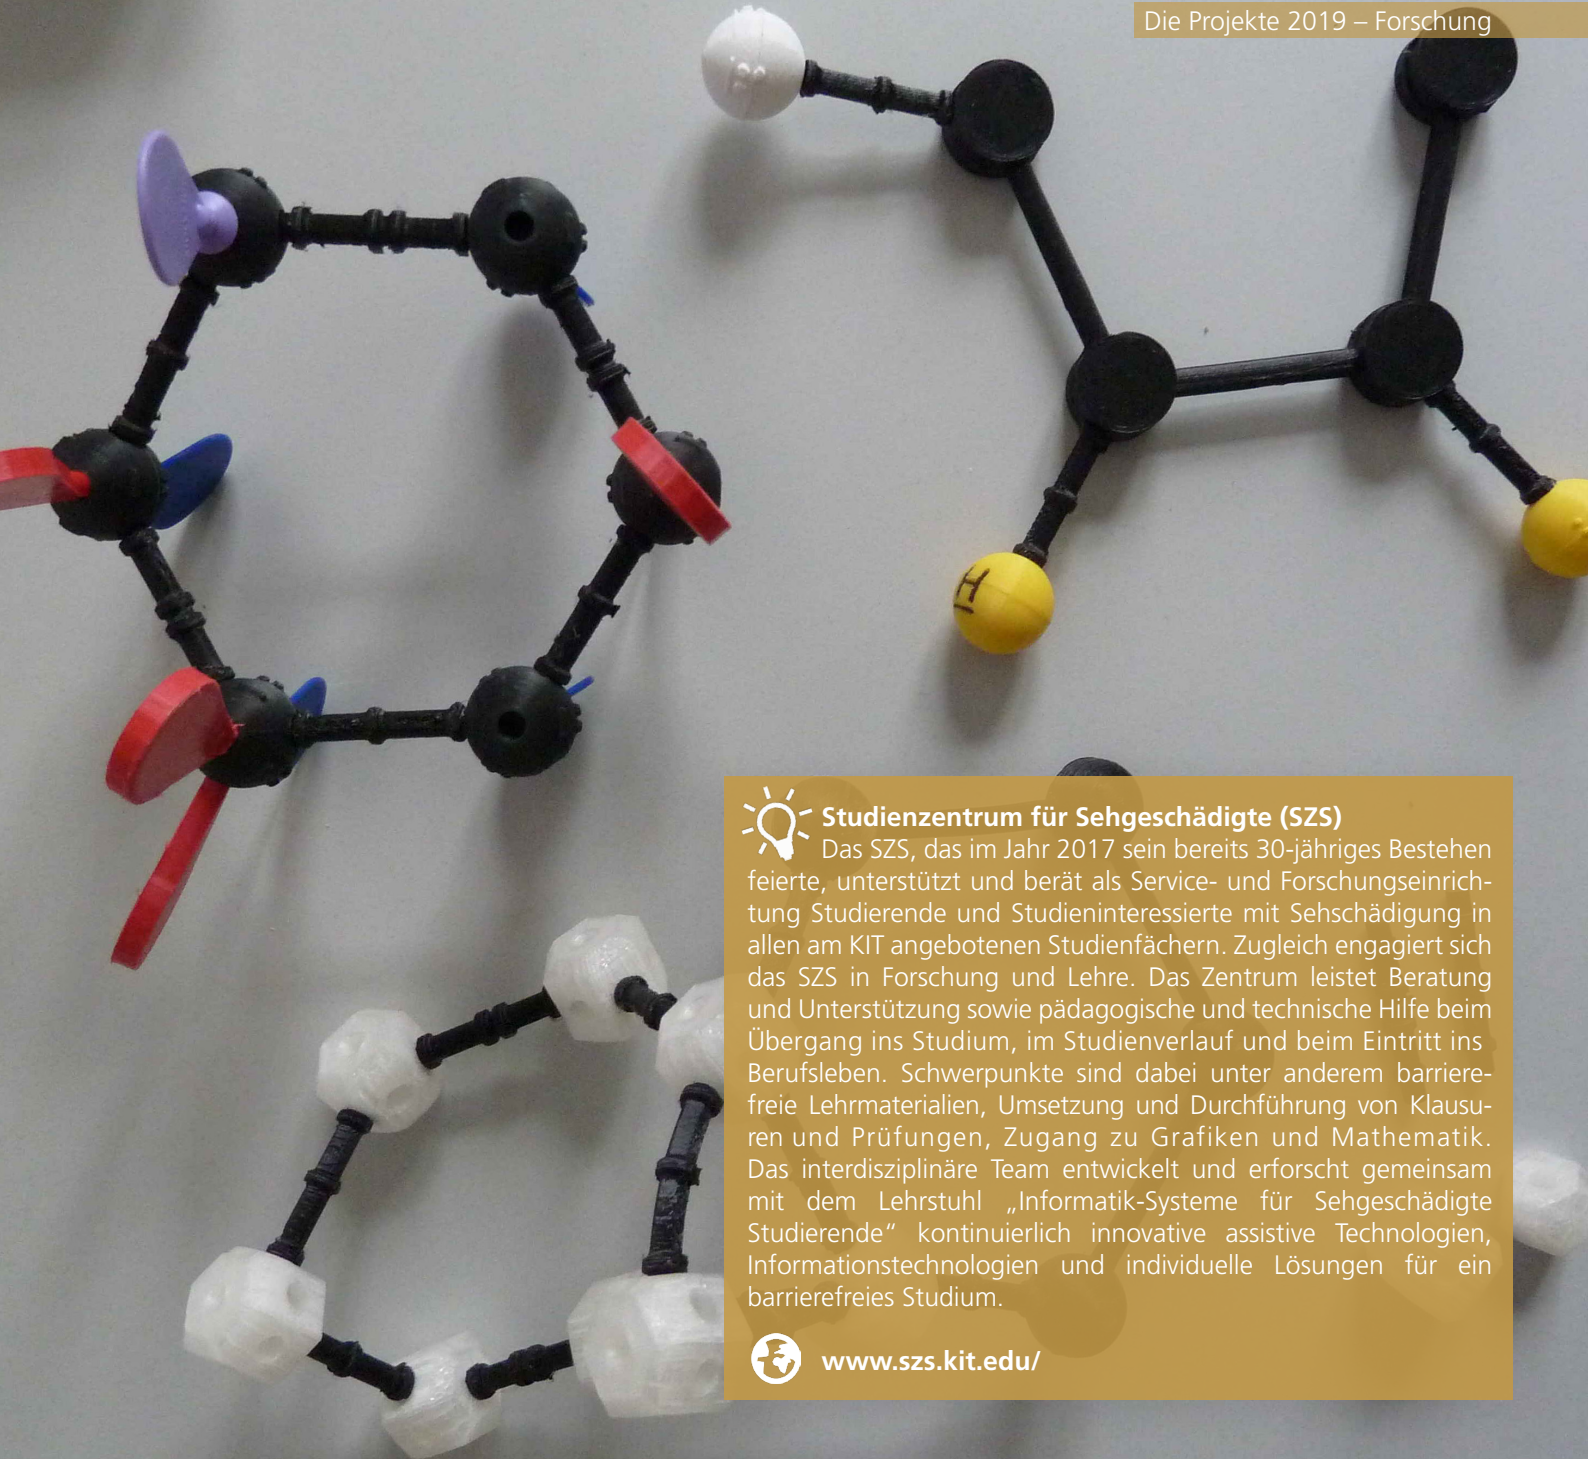 Die Projekte 2019 – Forschung
H
Studienzentrum für Sehgeschädigte (SZS)
Das SZS, das im Jahr 2017 sein bereits 30-jähriges Bestehen
feierte, unterstützt und berät als Service- und Forschungseinrich-
tung Studierende und Studieninteressierte mit Sehschädigung in
allen am KIT angebotenen Studienfächern. Zugleich engagiert sich
das SZS in Forschung und Lehre. Das Zentrum leistet Beratung
und Unterstützung sowie pädagogische und technische Hilfe beim
Übergang ins Studium, im Studienverlauf und beim Eintritt ins
Berufsleben. Schwerpunkte sind dabei unter anderem barriere-
freie Lehrmaterialien, Umsetzung und Durchführung von Klausu-
ren und Prüfungen, Zugang zu Grafiken und Mathematik.
Das interdisziplinäre Team entwickelt und erforscht gemeinsam
mit dem Lehrstuhl „Informatik-Systeme für Sehgeschädigte
Studierende“ kontinuierlich innovative assistive Technologien,
Informationstechnologien und individuelle Lösungen für ein
barrierefreies Studium.
www.szs.kit.edu/